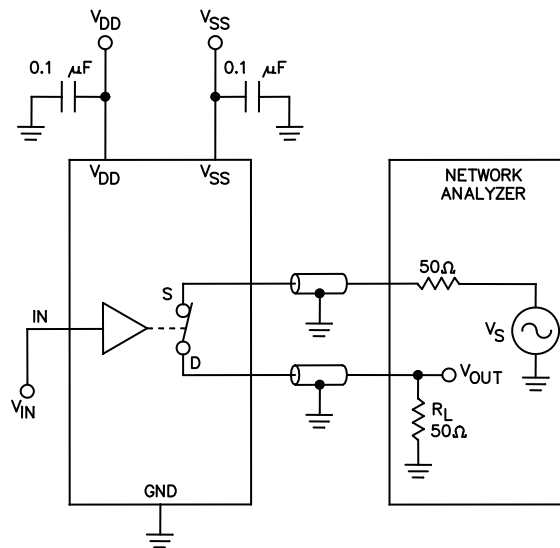 VDD
VSS
0.1 µF
0.1 µF
VDD
VSS
NETWORK
ANALYZER
50Ω
S
IN
VS
D
VOUT
VIN
RL
50Ω
GND